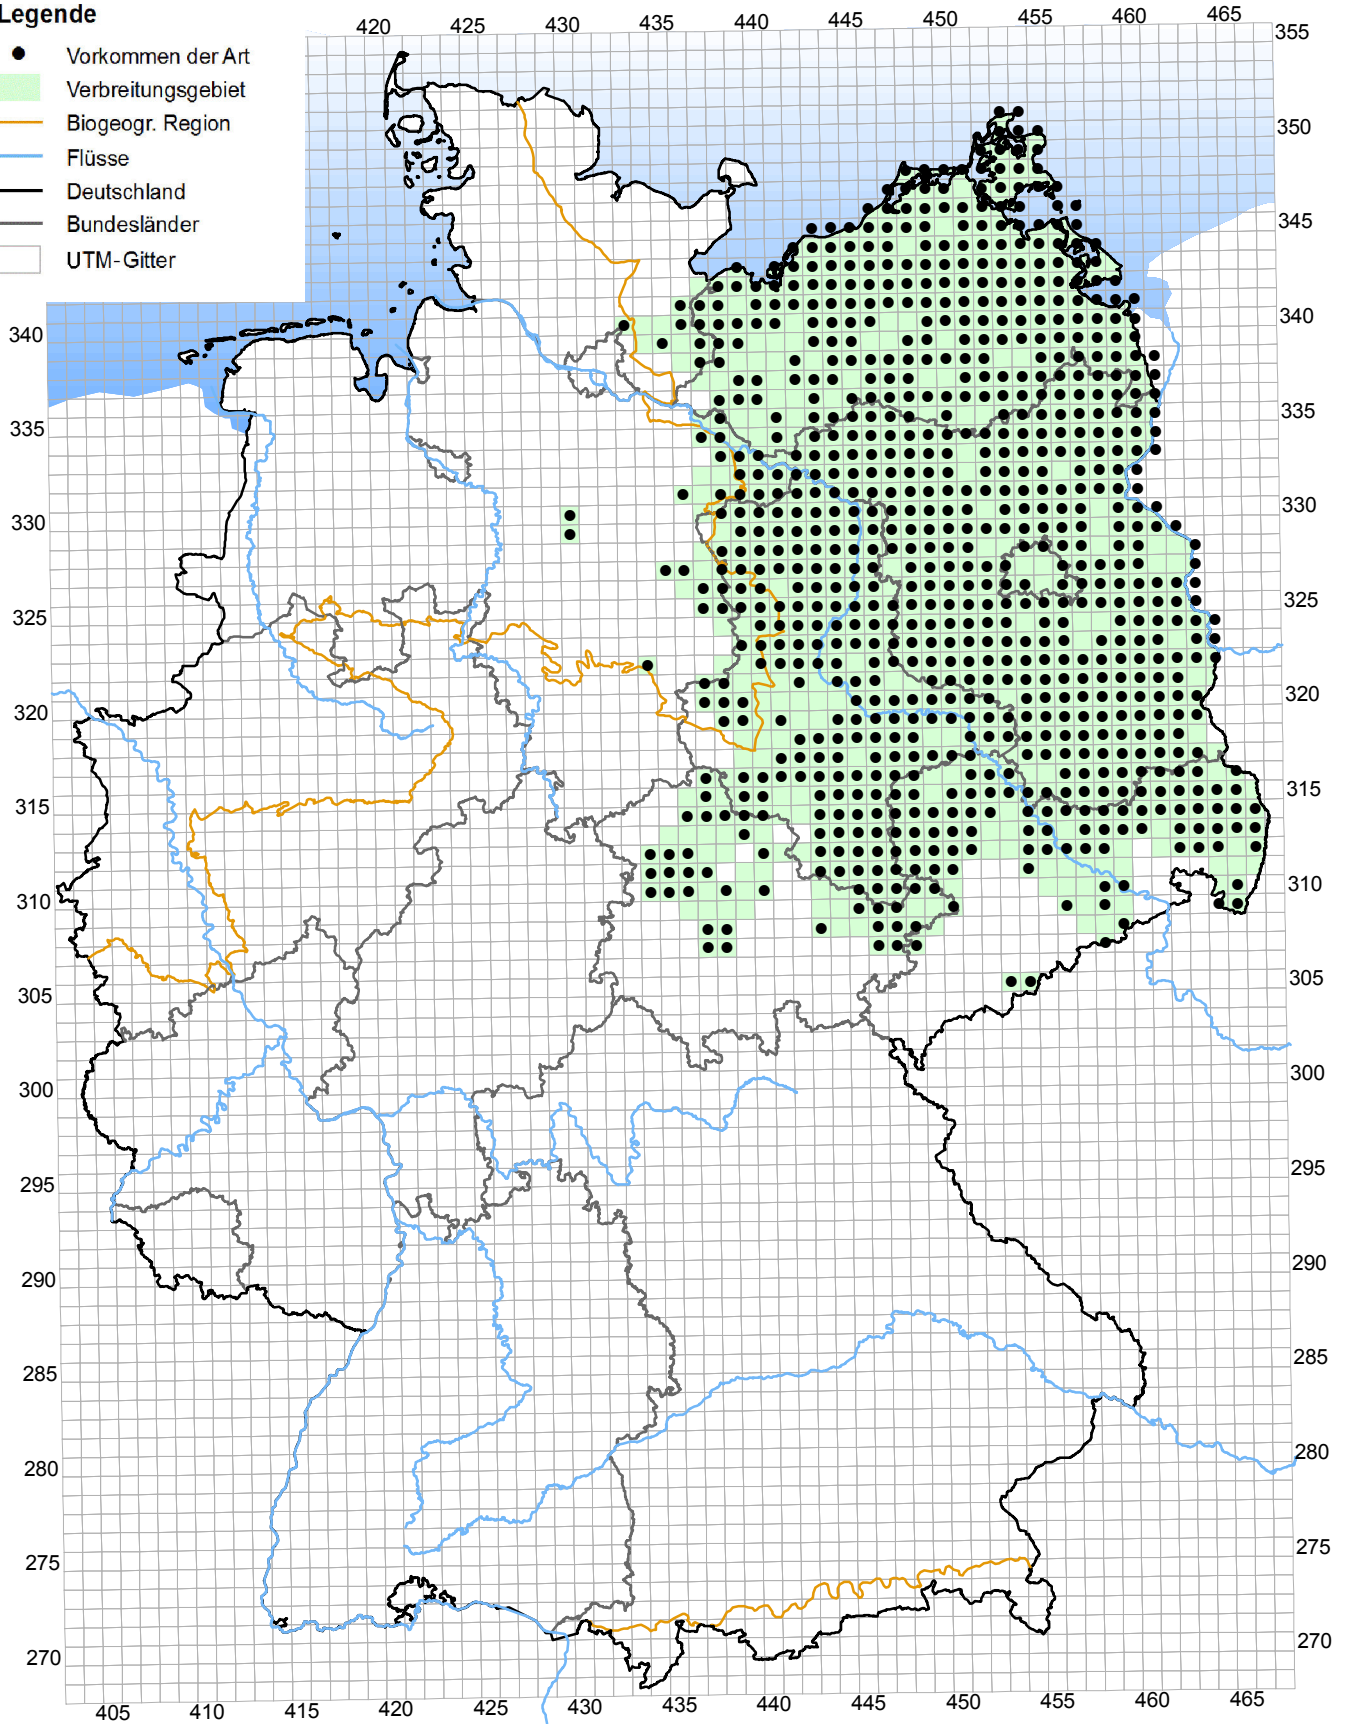 Legende
Vorkommen der Art
Verbreitungsgebiet
Biogeogr. Region
Flüsse
Deutschland
Bundesländer
UTM-Gitter
420 425 430 435 440 445 450 455 460 465
355
350
345
340 340
335 335
330 330
325 325
320 320
315 315
310 310
305 305
300 300
295 295
290 290
285 285
280 280
275 275
270 270
405 410 415 420 425 430 435 440 445 450 455 460 465